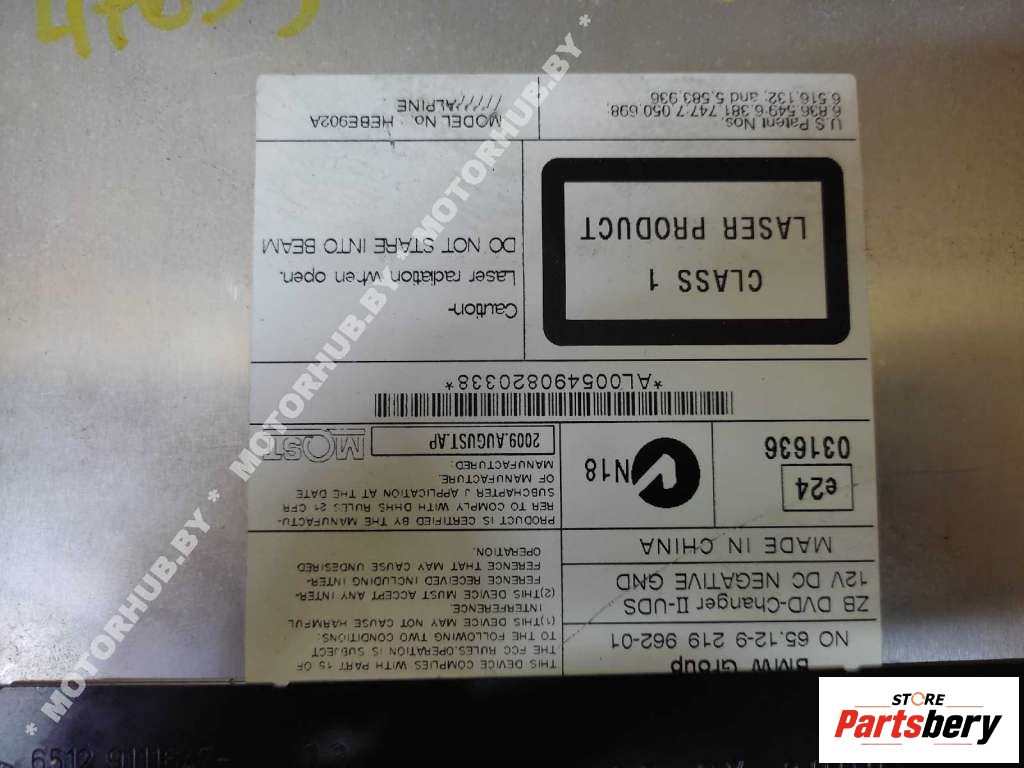 BMW Group
NO 65.12-9 219 962-01
ZB DVD-Changer II-UDS
12V DC NEGATIVE GND
MADE IN CHINA
e24
031636
N18
THIS DEVICE COMPLIES WITH PART 15 OF
THE FCC RULES.OPERATION IS SUBJECT
TO THE FOLLOWING TWO CONDITIONS:
(1)THIS DEVICE MAY NOT CAUSE HARMFUL
INTERFERENCE.
(2)THIS DEVICE MUST ACCEPT ANY INTER-
FERENCE RECEIVED INCLUDING INTER-
FERENCE THAT MAY CAUSE UNDESIRED
OPERATION.
PRODUCT IS CERTIFIED BY THE MANUFACTU-
RER TO COMPLY WITH DHHS RULES 21 CFR
SUBCHAPTER J APPLICATION AT THE DATE
OF MANUFACTURE.
MANUFACTURED:
2009.AUGUST.AP
MOST
*AL005490820338*
CLASS 1
LASER PRODUCT
Caution-
Laser radiation when open.
DO NOT STARE INTO BEAM
U.S Patent Nos.
6.836.549;6.381.747;7.050.698;
6.516.132; and 5.583.936
MODEL No. HEBE902A
ALPINE
* MOTORHUB.BY * MOTORHUB.BY * MOTORHUB.BY *
STORE
Partsbery